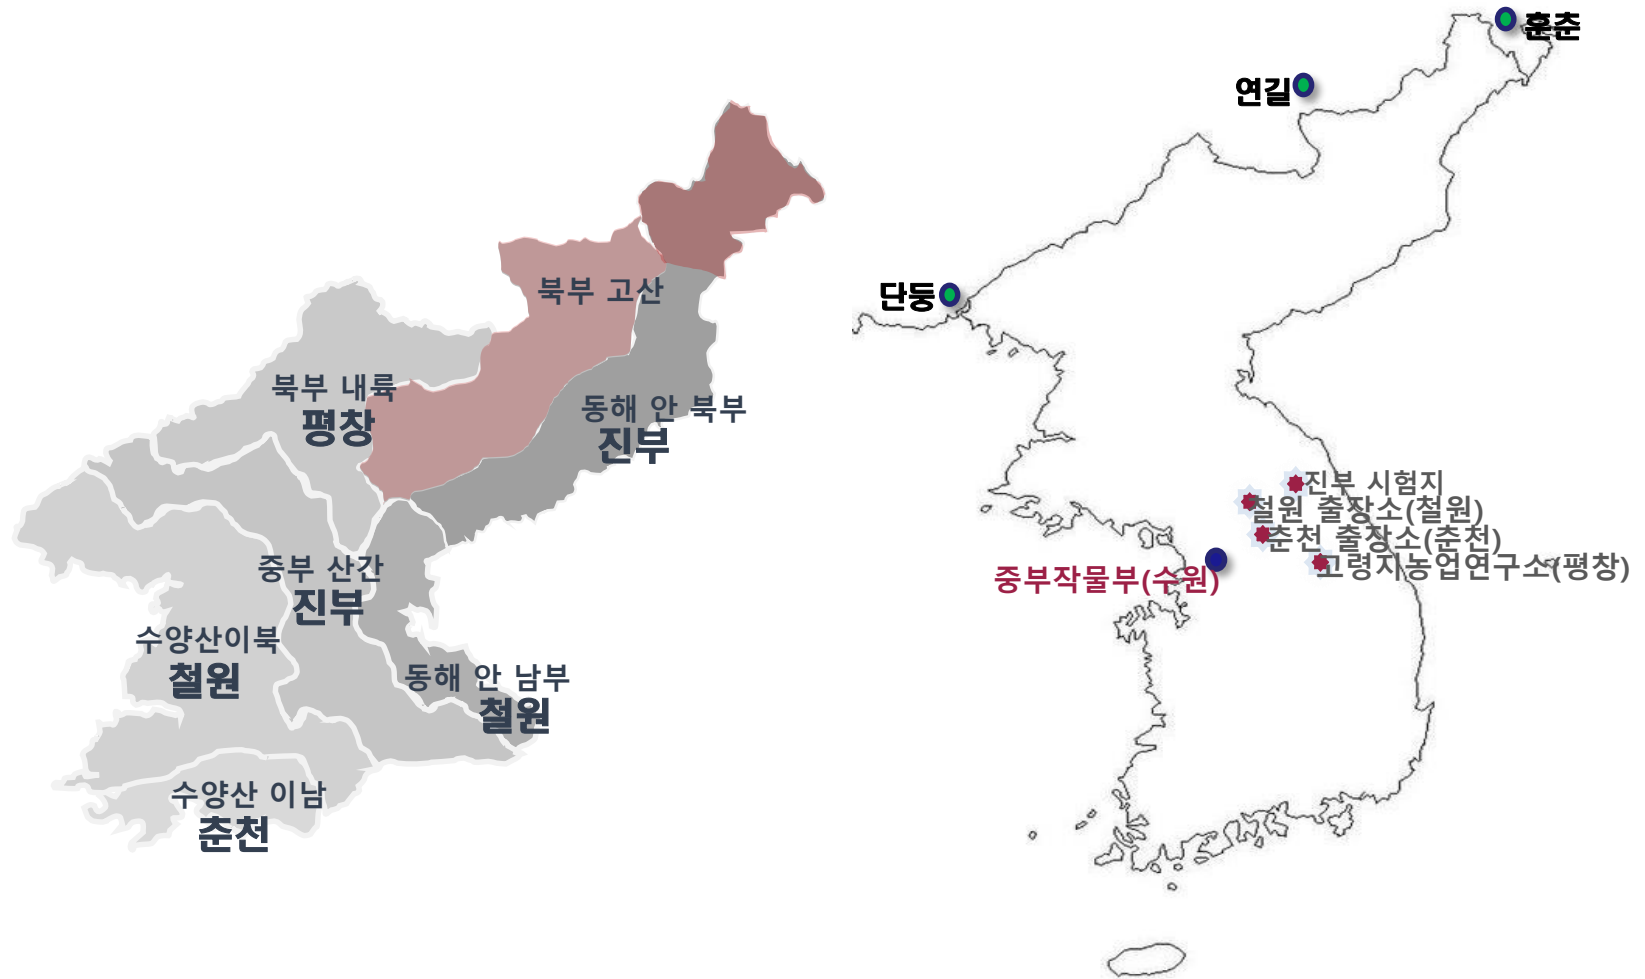 북부 고산
북부 내륙
평창
동해 안 북부
진부
중부 산간
진부
수양산이북
철원
동해 안 남부
철원
수양산 이남
춘천
훈춘
연길
단둥
진부 시험지
철원 출장소(철원)
춘천 출장소(춘천)
고령지농업연구소(평창)
중부작물부(수원)